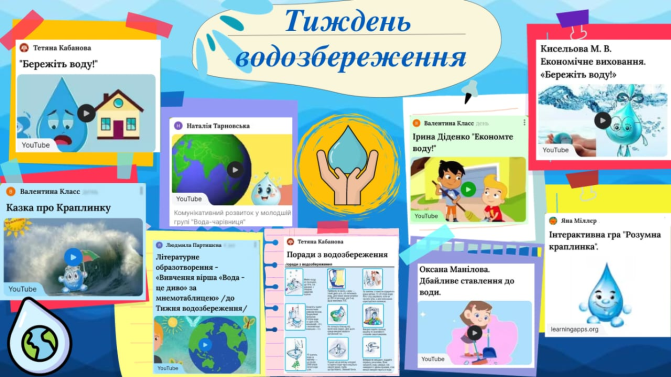 Тиждень
водозбереження
Тетяна Кабанова
"Бережіть воду!"
YouTube
Наталія Тарновська
YouTube
Комунікативний розвиток у молодшій
групі "Вода-чарівниця"
Валентина Класс
Ірина Діденко "Економте
воду!"
YouTube
Кисельова М. В.
Економічне виховання.
«Бережіть воду!»
YouTube
Валентина Класс
Казка про Краплинку
YouTube
Людмила Парташова
Літературне
образотворення -
«Вивчення вірша «Вода -
це диво» за
мнемотаблицею» /до
Тижня водозбереження/
YouTube
Тетяна Кабанова
Поради з водозбереження
поради з водозбереження
Оксана Манілова.
Дбайливе ставлення до
води.
YouTube
Яна Міллер
Інтерактивна гра "Розумна
краплинка".
learningapps.org